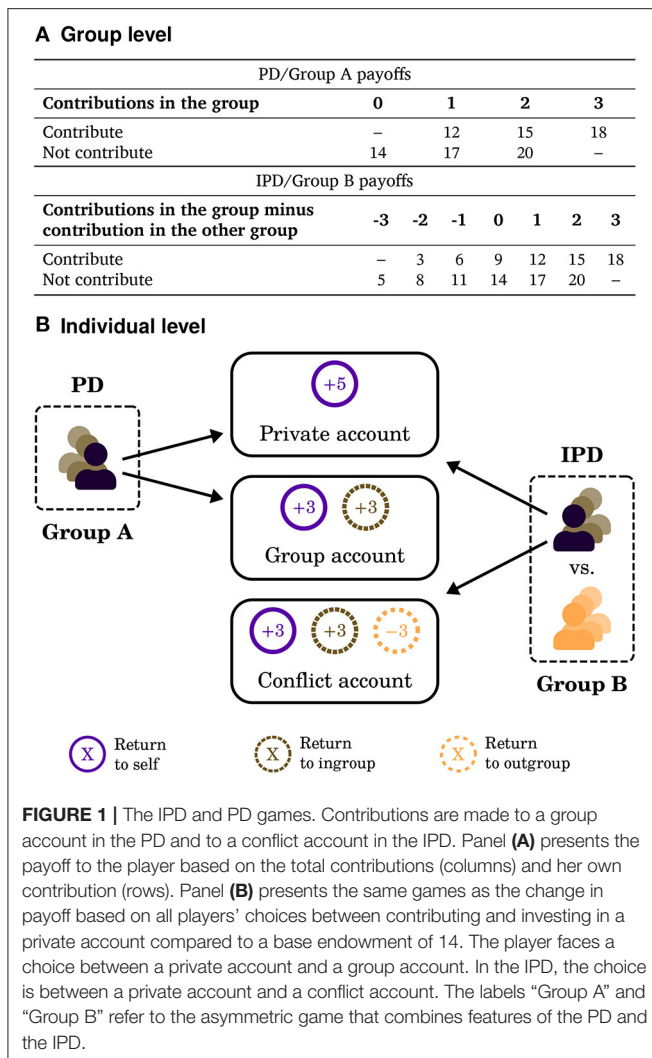 A Group level
PD/Group A payoffs
Contributions in the group 0 1 2 3
Contribute – 12 15 18
Not contribute 14 17 20 –
IPD/Group B payoffs
Contributions in the group minus
contribution in the other group -3 -2 -1 0 1 2 3
Contribute – 3 6 9 12 15 18
Not contribute 5 8 11 14 17 20 –
B Individual level
PD
Group A
+5
Private account
+3 +3
Group account
+3 +3 −3
Conflict account
IPD
vs.
Group B
X Return
to self
X Return
to ingroup
X Return
to outgroup
FIGURE 1 | The IPD and PD games. Contributions are made to a group
account in the PD and to a conflict account in the IPD. Panel (A) presents the
payoff to the player based on the total contributions (columns) and her own
contribution (rows). Panel (B) presents the same games as the change in
payoff based on all players’ choices between contributing and investing in a
private account compared to a base endowment of 14. The player faces a
choice between a private account and a group account. In the IPD, the choice
is between a private account and a conflict account. The labels “Group A” and
“Group B” refer to the asymmetric game that combines features of the PD and
the IPD.